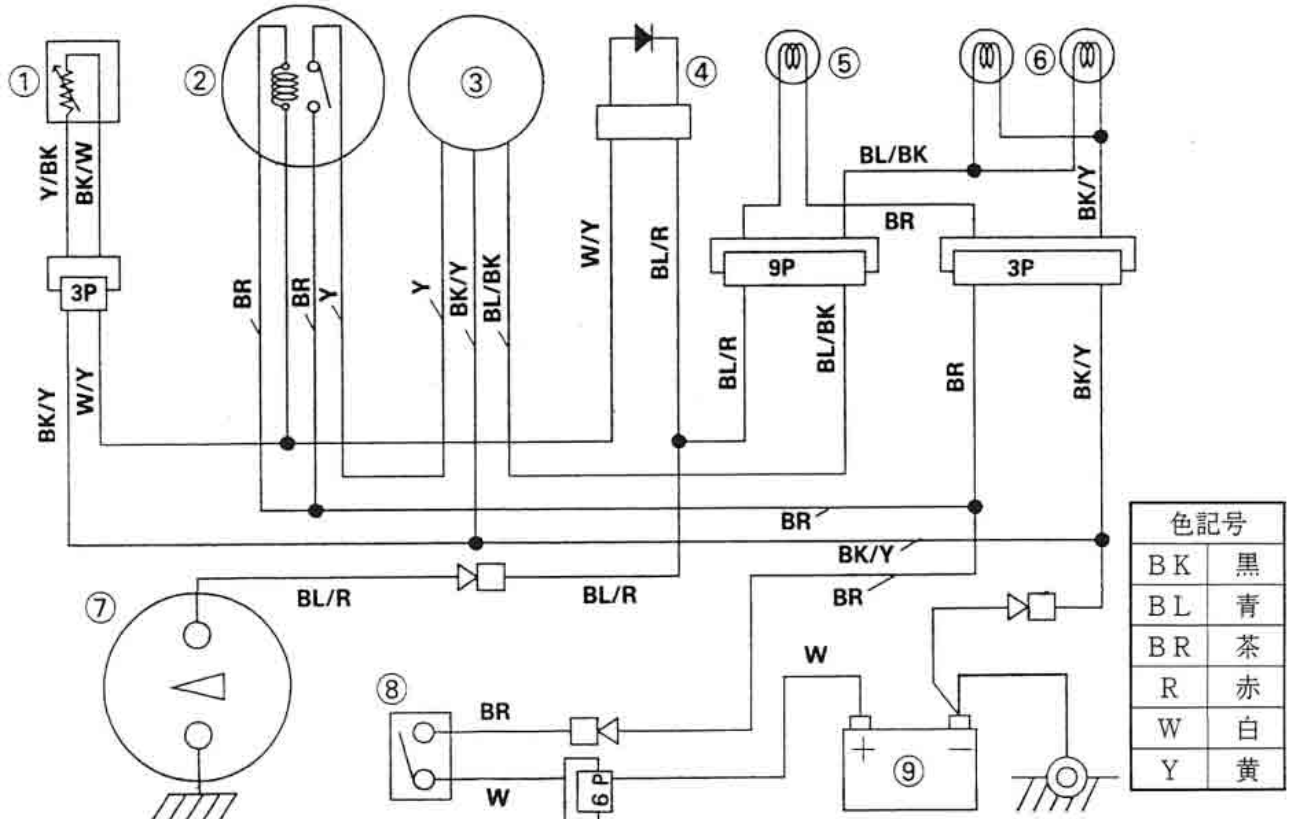 ① ② ③ ④ ⑤ ⑥
Y/BK
BK/W
BL/BK
BK/Y
BR
W/Y
BL/R
3P
9P
3P
BR
BR
Y
Y
BK/Y
BL/BK
BL/R
BL/BK
BR
BK/Y
BK/Y
W/Y
BR
BK/Y
BL/R
BL/R
BR
⑦
W
⑧
BR
⑨
+
−
W
6P
色記号
BK 黒
BL 青
BR 茶
R 赤
W 白
Y 黄